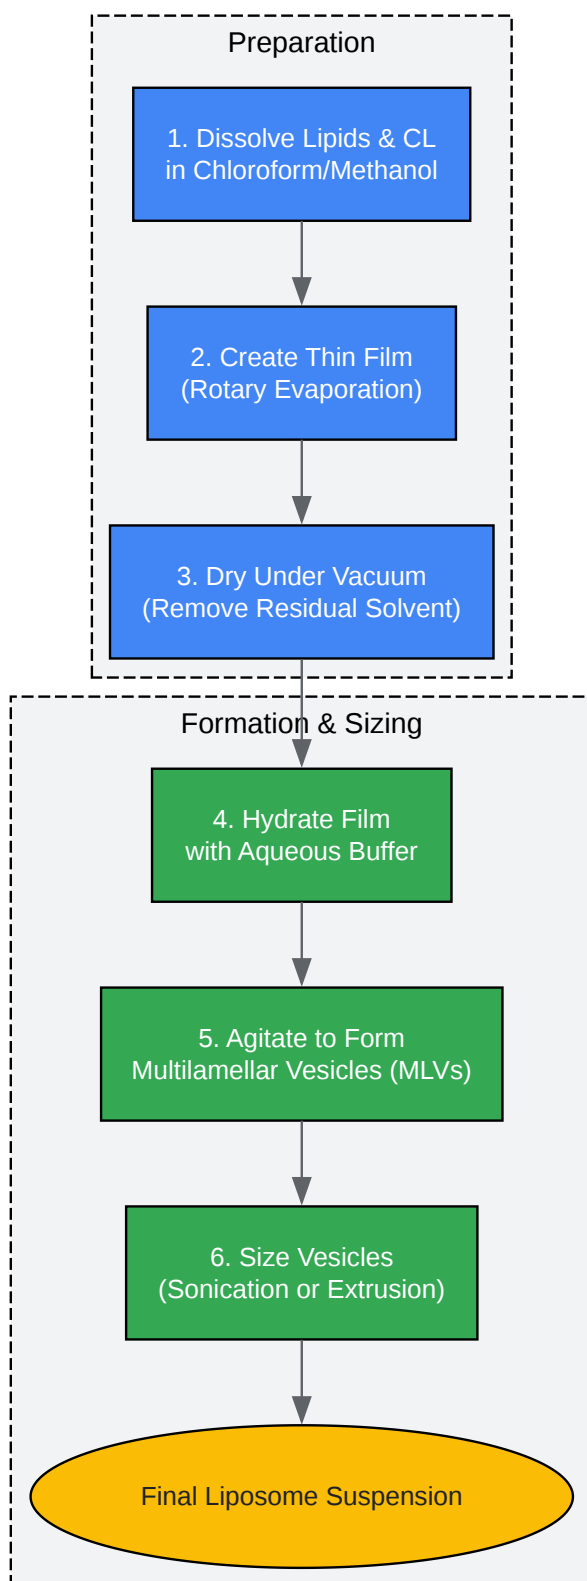 Preparation
1. Dissolve Lipids & CL
in Chloroform/Methanol
2. Create Thin Film
(Rotary Evaporation)
3. Dry Under Vacuum
(Remove Residual Solvent)
Formation & Sizing
4. Hydrate Film
with Aqueous Buffer
5. Agitate to Form
Multilamellar Vesicles (MLVs)
6. Size Vesicles
(Sonication or Extrusion)
Final Liposome Suspension